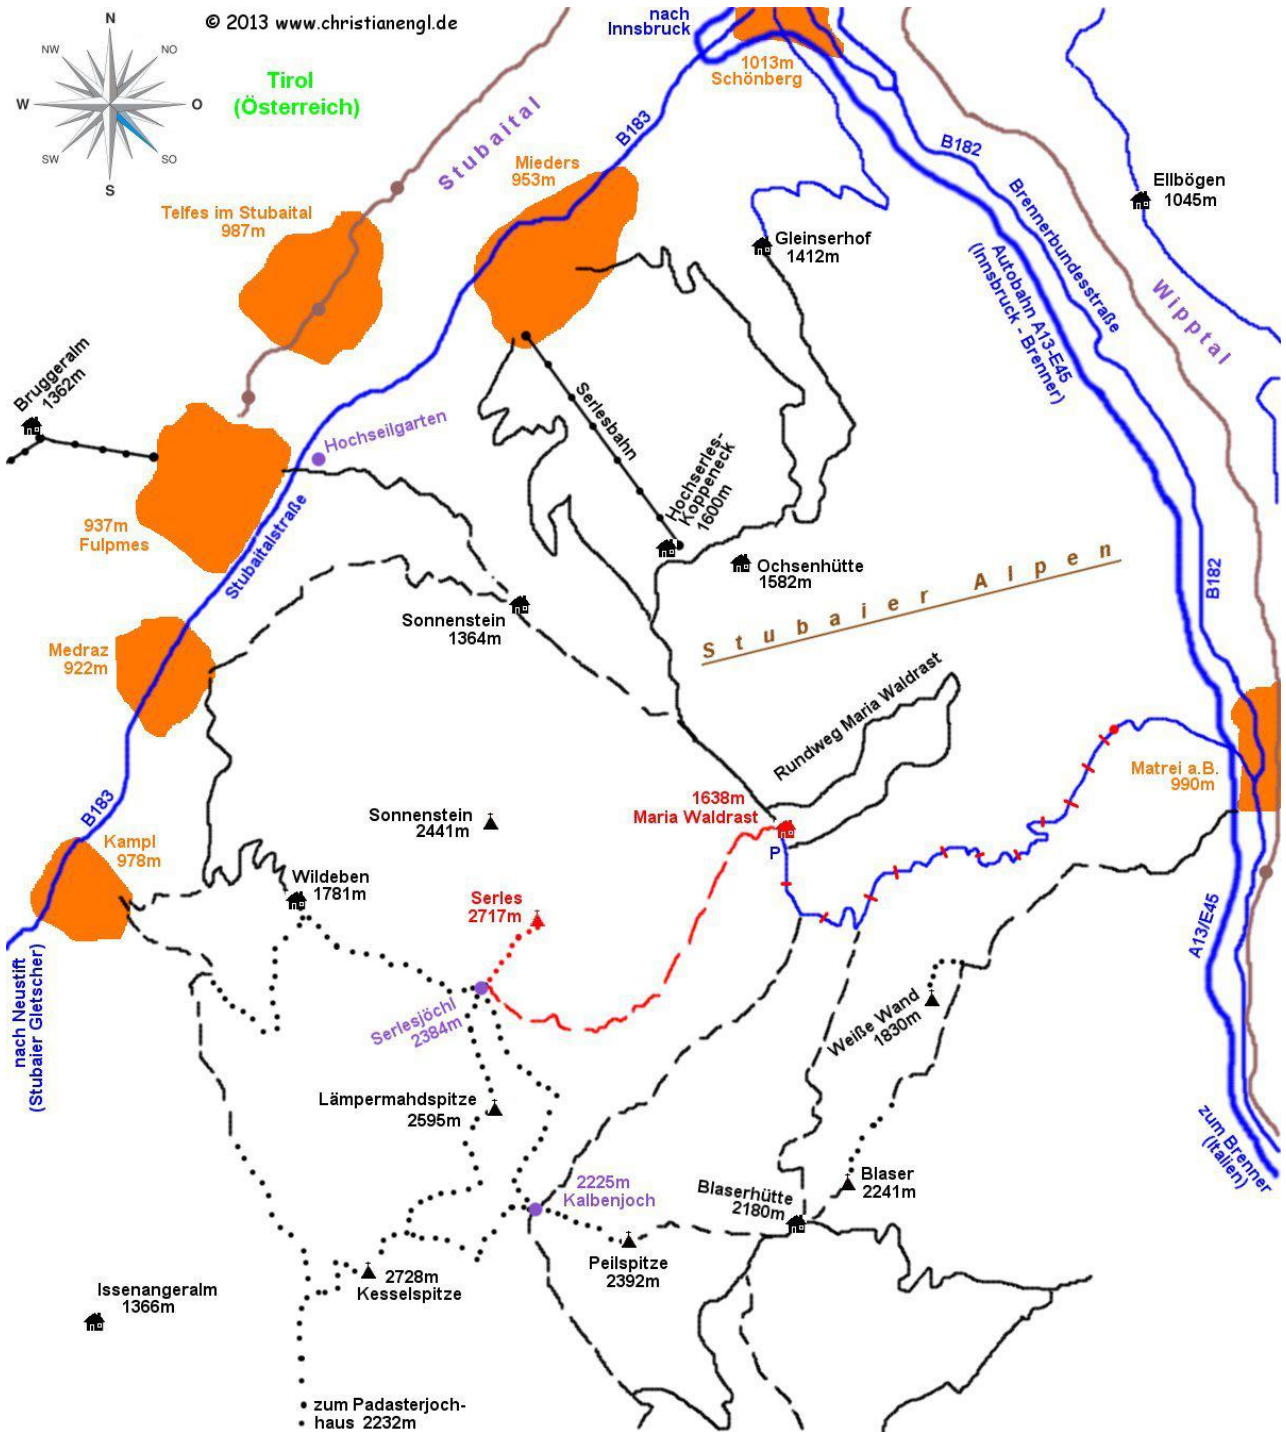 © 2013 www.christianengl.de
N
NW
NO
W
O
SW
SO
S
Tirol
(Österreich)
nach
Innsbruck
1013m
Schönberg
Stubaital
B183
B182
Mieders
953m
Ellbögen
1045m
Telfes im Stubaital
987m
Gleinserhof
1412m
Brennerbundesstraße
Autobahn A13-E45
(Innsbruck - Brenner)
Wipptal
Bruggeralm
1362m
Serlesbahn
Hochseilgarten
Hochserles-
Koppeneck
1600m
937m
Fulpmes
Stubaitalstraße
Ochsenhütte
1582m
Stubaier Alpen
B182
Sonnenstein
1364m
Medraz
922m
Rundweg Maria Waldrast
Matrei a.B.
990m
1638m
Maria Waldrast
P
B183
Sonnenstein
2441m
Kampl
978m
Wildeben
1781m
Serles
2717m
A13/E45
nach Neustift
(Stubaier Gletscher)
Serlesjöchl
2384m
Weiße Wand
1830m
Lämpermahdspitze
2595m
zum Brenner
(Italien)
2225m
Kalbenjoch
Blaserhütte
2180m
Blaser
2241m
Peilspitze
2392m
2728m
Kesselspitze
Issenangeralm
1366m
zum Padasterjoch-
haus 2232m